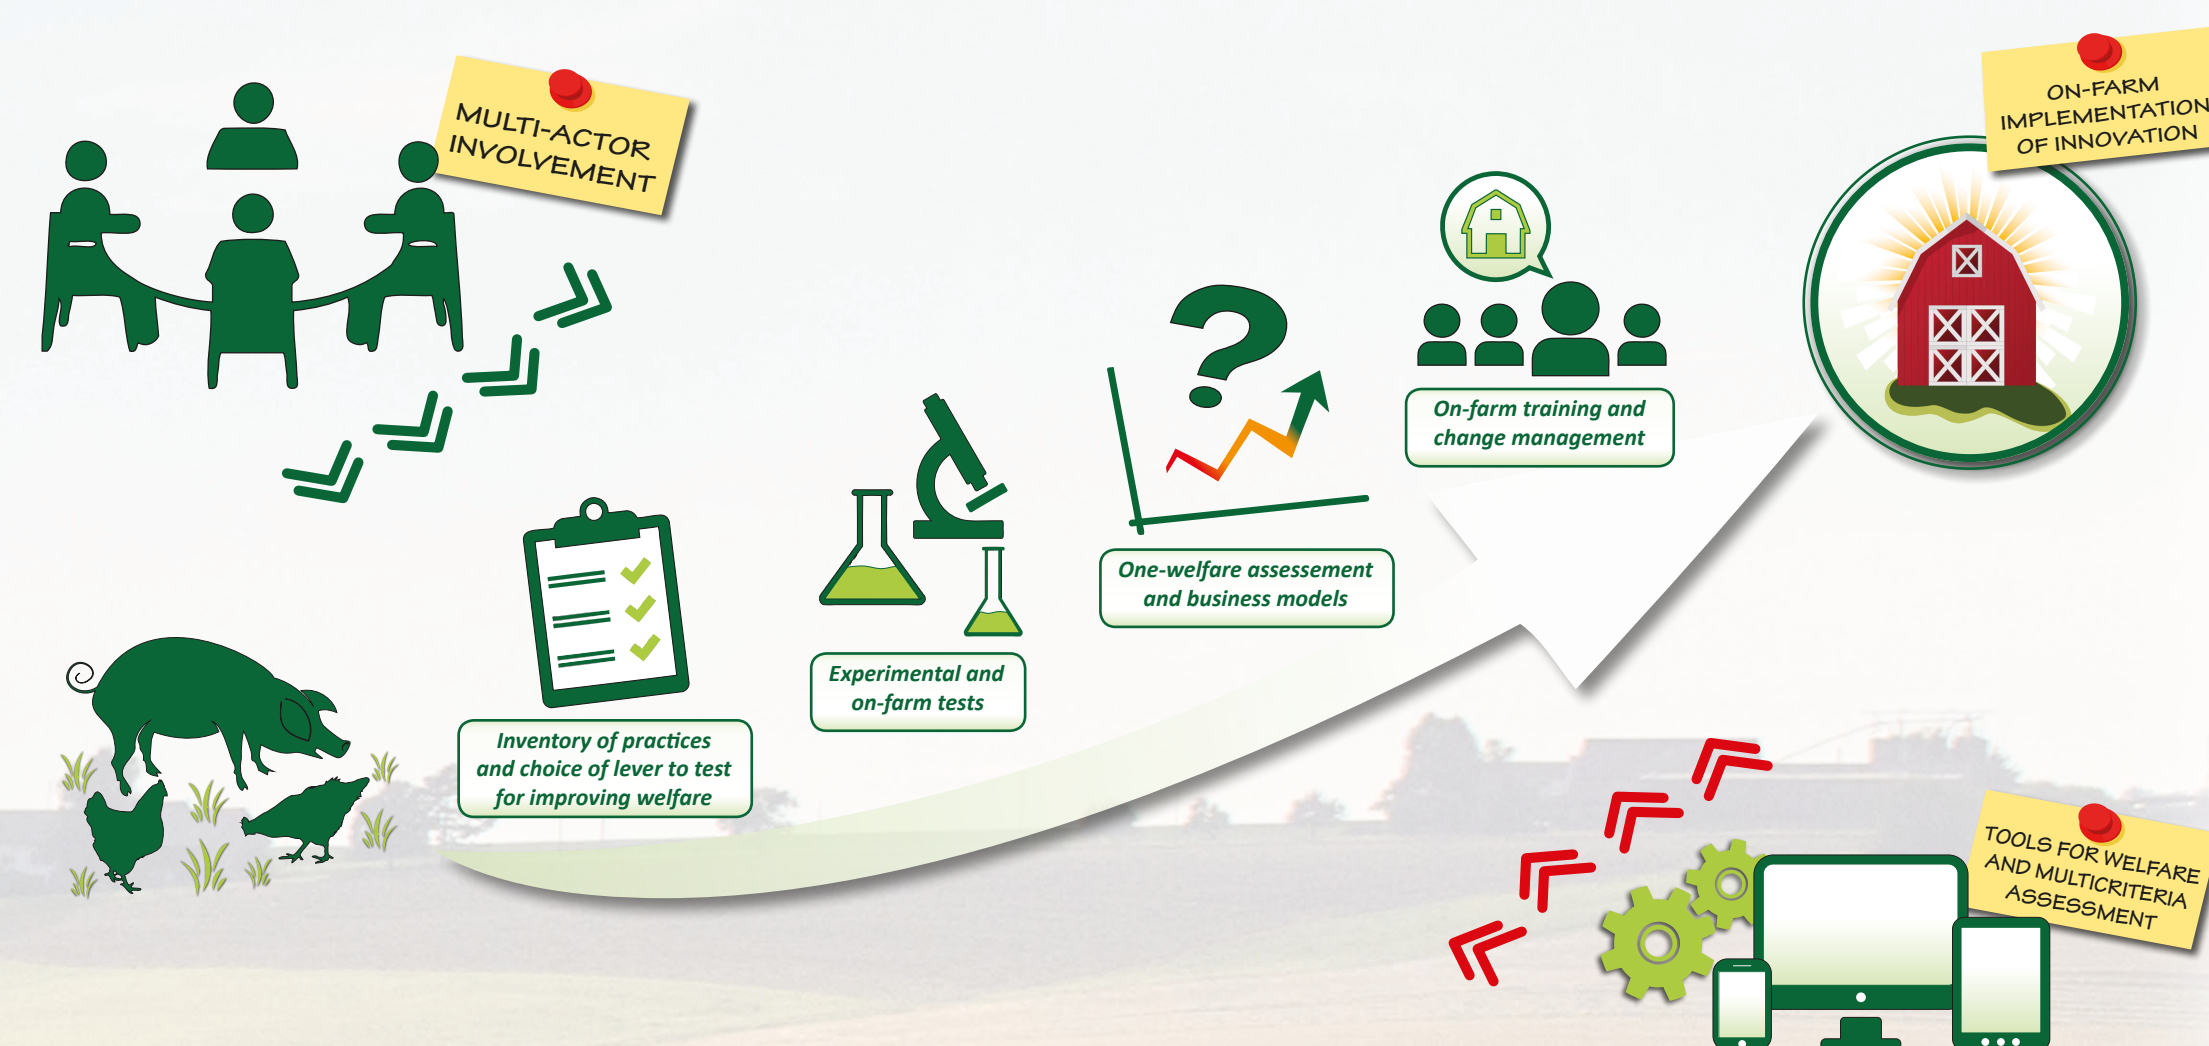 MULTI-ACTOR
INVOLVEMENT
ON-FARM
IMPLEMENTATION
OF INNOVATION
On-farm training and
change management
One-welfare assessement
and business models
Experimental and
on-farm tests
Inventory of practices
and choice of lever to test
for improving welfare
TOOLS FOR WELFARE
AND MULTICRITERIA
ASSESSMENT